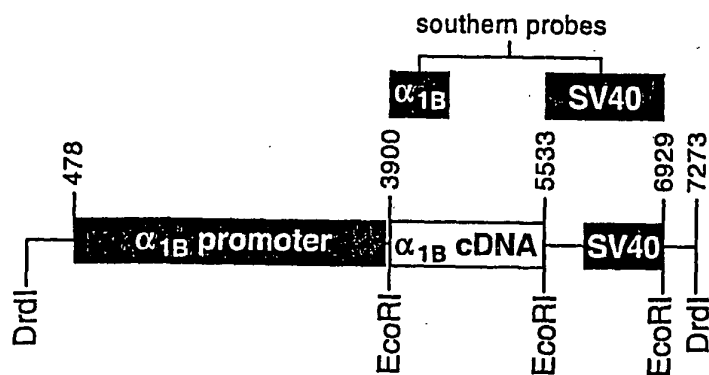 southern probes
α1B
SV40
478
3900
5533
6929
7273
α1B promoter
α1B cDNA
SV40
DrdI
EcoRI
EcoRI
EcoRI
DrdI